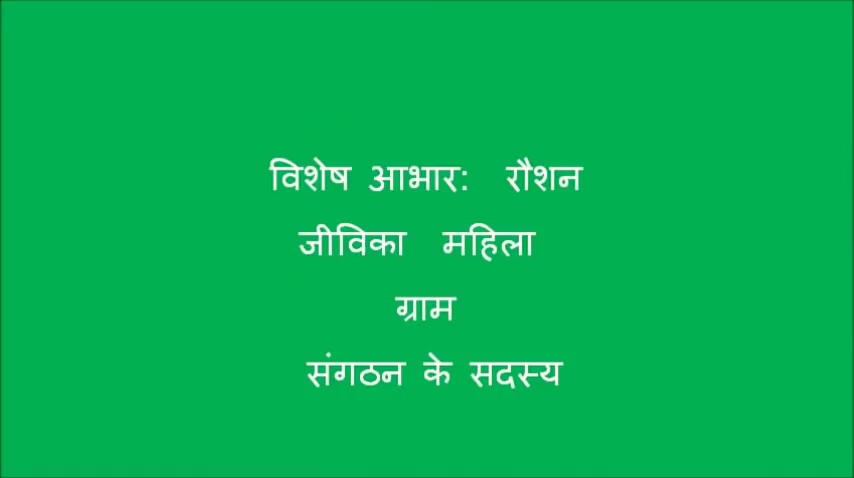 विशेष आभार: रौशन
जीविका महिला
ग्राम
संगठन के सदस्य